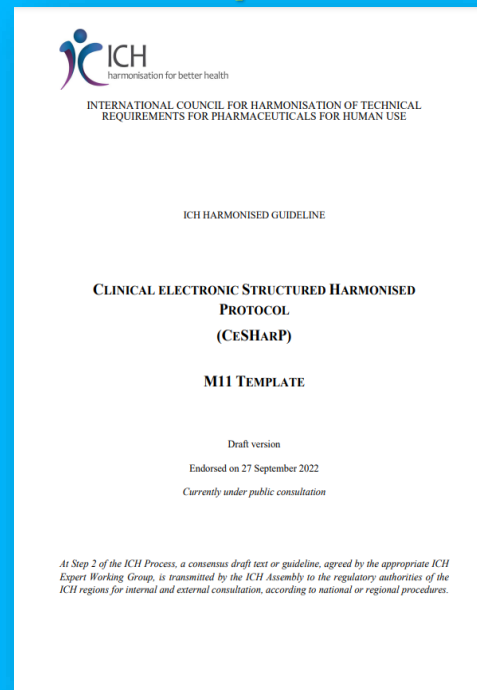 ICH
harmonisation for better health
INTERNATIONAL COUNCIL FOR HARMONISATION OF TECHNICAL
REQUIREMENTS FOR PHARMACEUTICALS FOR HUMAN USE
ICH HARMONISED GUIDELINE
CLINICAL ELECTRONIC STRUCTURED HARMONISED
PROTOCOL
(CESHARP)
M11 TEMPLATE
Draft version
Endorsed on 27 September 2022
Currently under public consultation
At Step 2 of the ICH Process, a consensus draft text or guideline, agreed by the appropriate ICH
Expert Working Group, is transmitted by the ICH Assembly to the regulatory authorities of the
ICH regions for internal and external consultation, according to national or regional procedures.